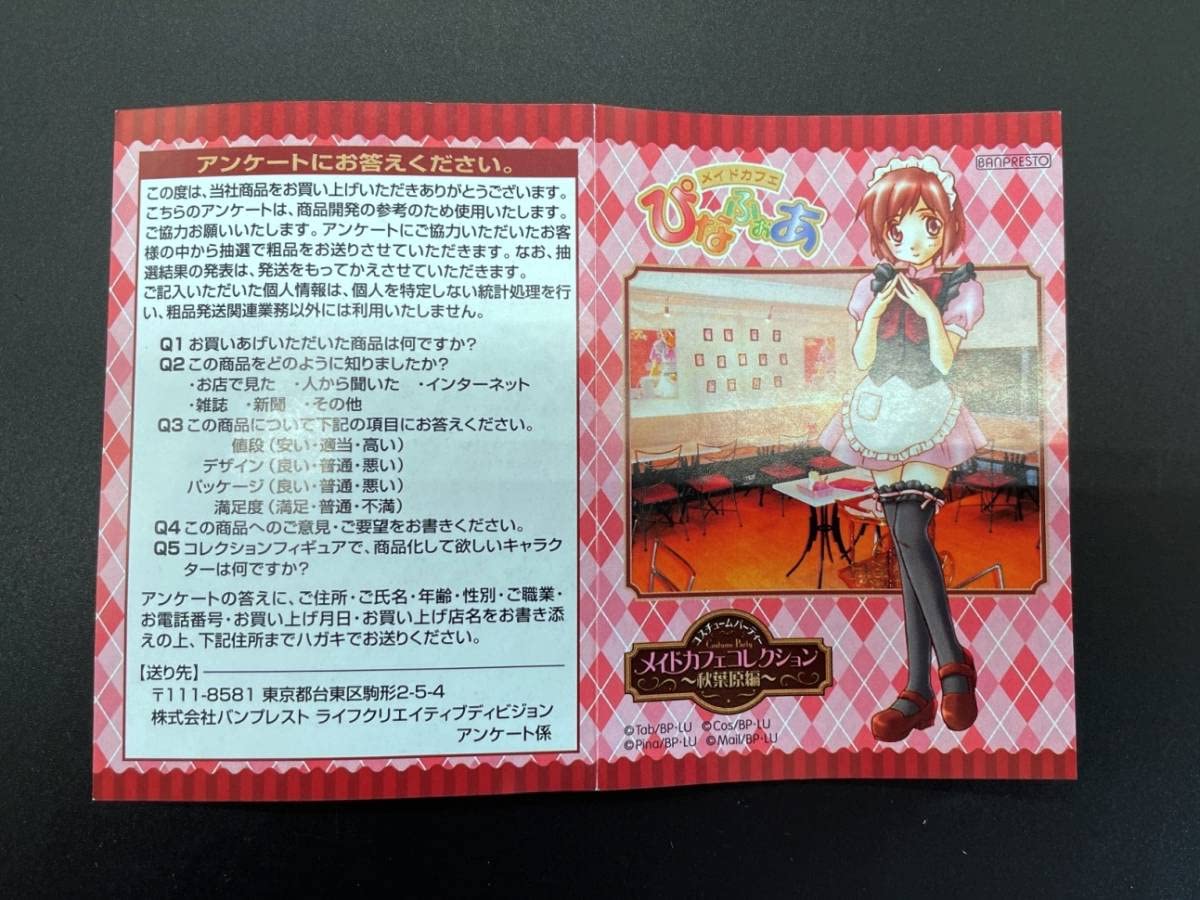 アンケートにお答えください。
この度は、当社商品をお買い上げいただきありがとうございます。
こちらのアンケートは、商品開発の参考のため使用いたします。
ご協力お願いいたします。アンケートにご協力いただいたお客
様の中から抽選で粗品をお送りさせていただきます。なお、抽
選結果の発表は、発送をもってかえさせていただきます。
ご記入いただいた個人情報は、個人を特定しない統計処理を行
い、粗品発送関連業務以外には利用いたしません。
Q1 お買いあげいただいた商品は何ですか?
Q2 この商品をどのように知りましたか?
・お店で見た ・人から聞いた ・インターネット
・雑誌 ・新聞 ・その他
Q3 この商品について下記の項目にお答えください。
値段(安い・適当・高い)
デザイン(良い・普通・悪い)
パッケージ(良い・普通・悪い)
満足度(満足・普通・不満)
Q4 この商品へのご意見・ご要望をお書きください。
Q5 コレクションフィギュアで、商品化して欲しいキャラク
ターは何ですか?
アンケートの答えに、ご住所・ご氏名・年齢・性別・ご職業・
お電話番号・お買い上げ月日・お買い上げ店名をお書き添
えの上、下記住所までハガキでお送りください。
【送り先】
〒111-8581 東京都台東区駒形2-5-4
株式会社バンプレスト ライフクリエイティブディビジョン
アンケート係
BANPRESTO
メイドカフェ
ぴなふぉあ
コスチュームパーティー
Costume Party
メイドカフェコレクション
~秋葉原編~
©Tab/BP・LU ©Cos/BP・LU
©Pina/BP・LU ©Mail/BP・LU